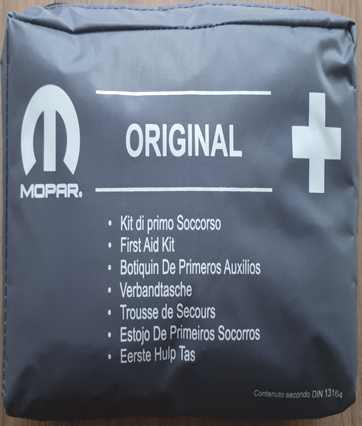 ORIGINAL
MOPAR®
• Kit di primo Soccorso
• First Aid Kit
• Botiquin De Primeros Auxilios
• Verbandtasche
• Trousse de Secours
• Estojo De Primeiros Socorros
• Eerste Hulp Tas
Contenuto secondo DIN 13164